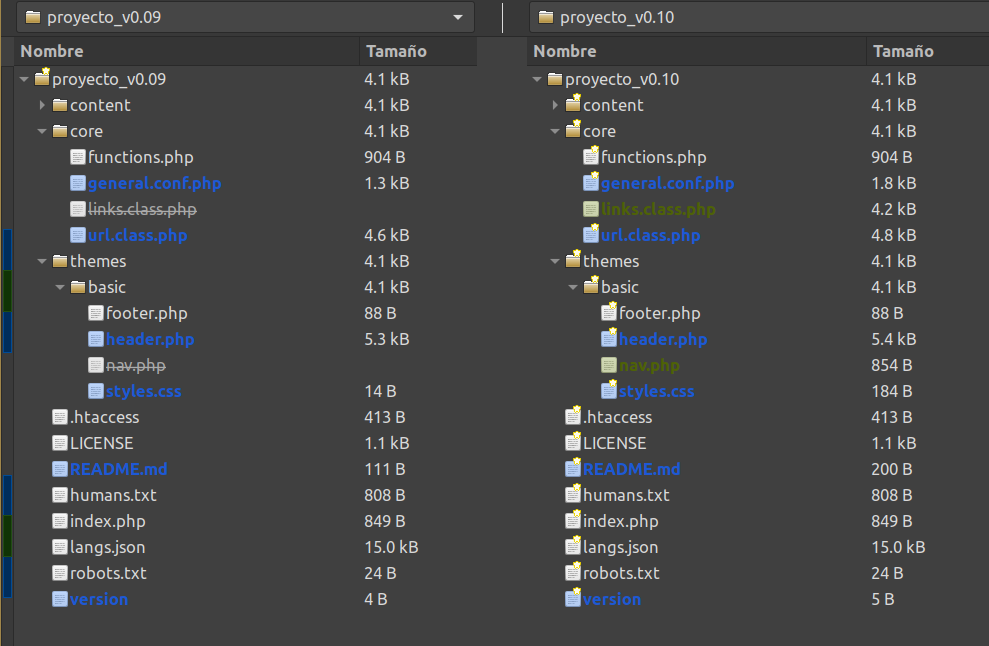 proyecto_v0.09 proyecto_v0.10
Nombre Tamaño Nombre Tamaño
proyecto_v0.09 4.1 kB proyecto_v0.10 4.1 kB
content 4.1 kB content 4.1 kB
core 4.1 kB core 4.1 kB
functions.php 904 B functions.php 904 B
general.conf.php 1.3 kB general.conf.php 1.8 kB
links.class.php links.class.php 4.2 kB
url.class.php 4.6 kB url.class.php 4.8 kB
themes 4.1 kB themes 4.1 kB
basic 4.1 kB basic 4.1 kB
footer.php 88 B footer.php 88 B
header.php 5.3 kB header.php 5.4 kB
nav.php nav.php 854 B
styles.css 14 B styles.css 184 B
.htaccess 413 B .htaccess 413 B
LICENSE 1.1 kB LICENSE 1.1 kB
README.md 111 B README.md 200 B
humans.txt 808 B humans.txt 808 B
index.php 849 B index.php 849 B
langs.json 15.0 kB langs.json 15.0 kB
robots.txt 24 B robots.txt 24 B
version 4 B version 5 B